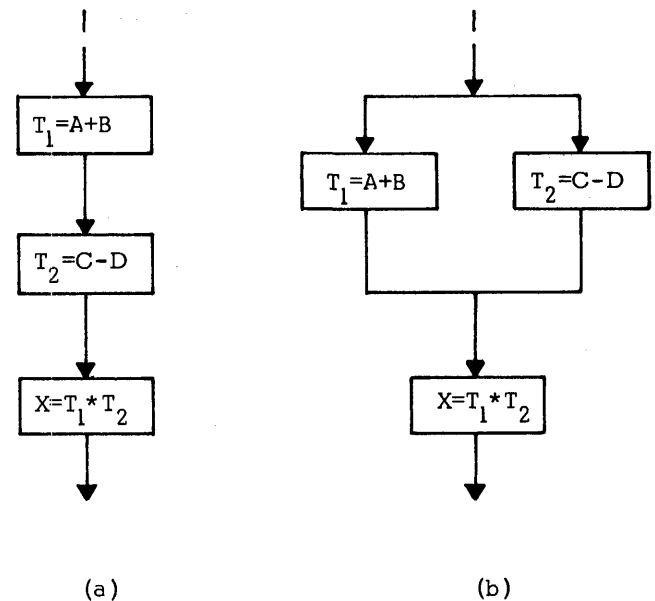 T₁=A+B
T₂=C-D
X=T₁*T₂
(a)
T₁=A+B
T₂=C-D
X=T₁*T₂
(b)